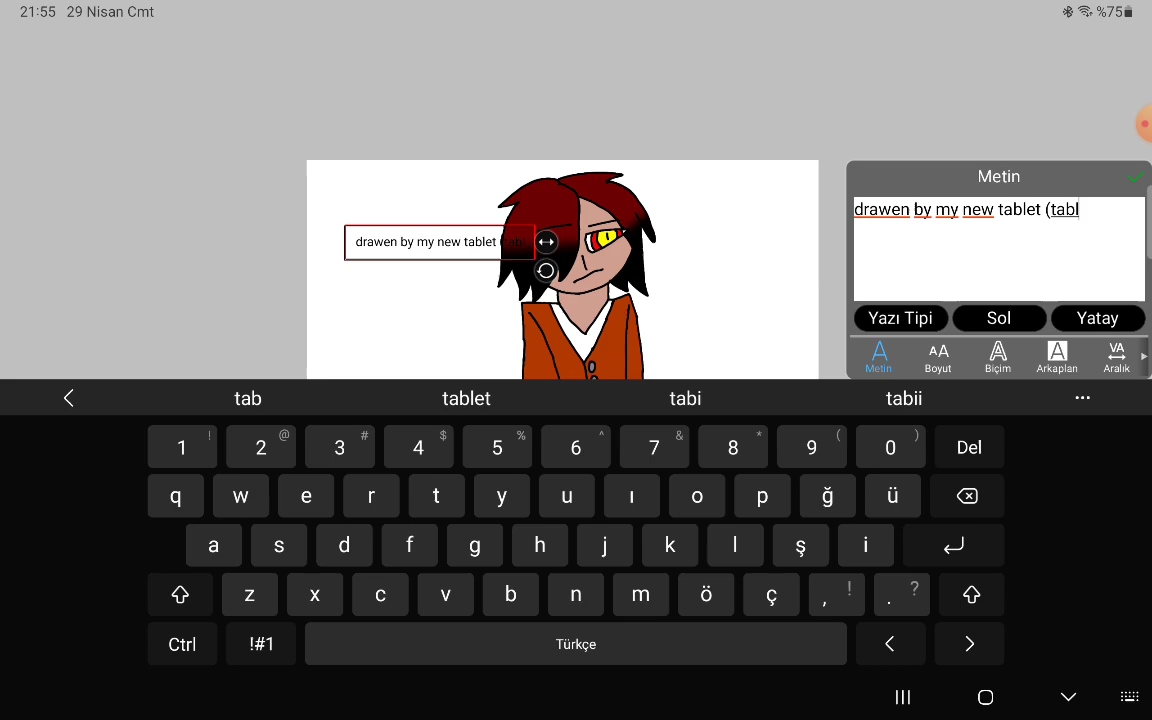 21:55 29 Nisan Cmt
%75
Metin
drawen by my new tablet (tabl
drawen by my new tablet (tabl
Yazı Tipi Sol Yatay
A AA A A VA
Metin Boyut Biçim Arkaplan Aralık
tab tablet tabi tabii ...
1 ! 2 @ 3 # 4 $ 5 % 6 ^ 7 & 8 * 9 ( 0 ) Del
q w e r t y u ı o p ğ ü
a s d f g h j k l ş i
z x c v b n m ö ç , ! . ?
Ctrl !#1 Türkçe < >